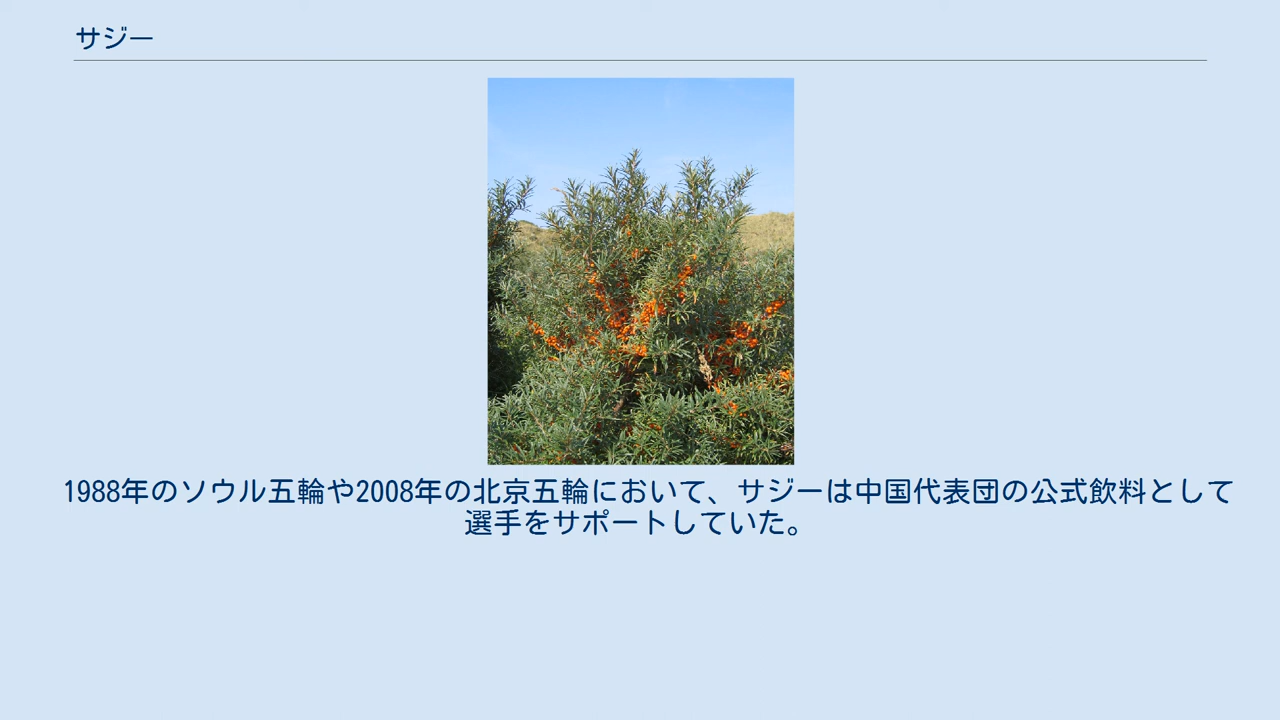 サジー
1988年のソウル五輪や2008年の北京五輪において、サジーは中国代表団の公式飲料として
選手をサポートしていた。